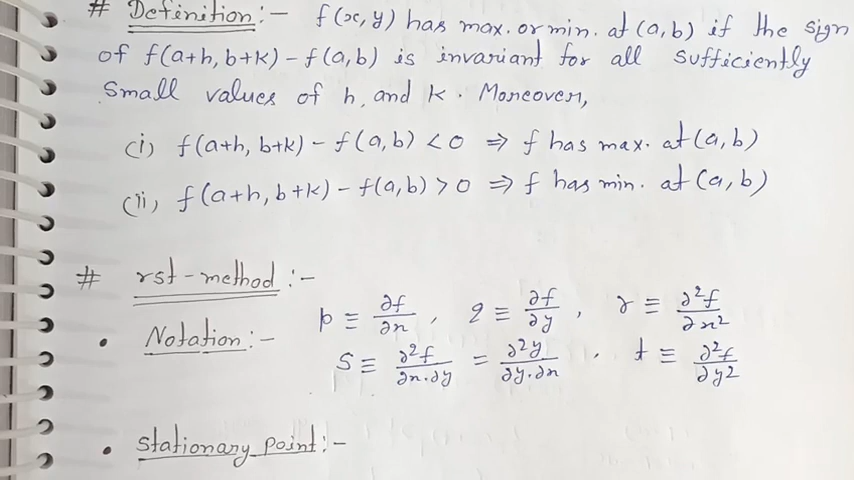 # Definition :- f(x,y) has max. or min. at (a,b) if the sign
of f(a+h, b+k) - f(a,b) is invariant for all sufficiently
small values of h, and k. Moreover,
(i) f(a+h, b+k) - f(a,b) < 0 ⇒ f has max. at (a,b)
(ii) f(a+h, b+k) - f(a,b) > 0 ⇒ f has min. at (a,b)
# rst-method :-
• Notation :- p ≡ ∂f/∂x , q ≡ ∂f/∂y , r ≡ ∂²f/∂x²
s ≡ ∂²f/∂x.∂y = ∂²y/∂y.∂x , t ≡ ∂²f/∂y²
• Stationary point :-